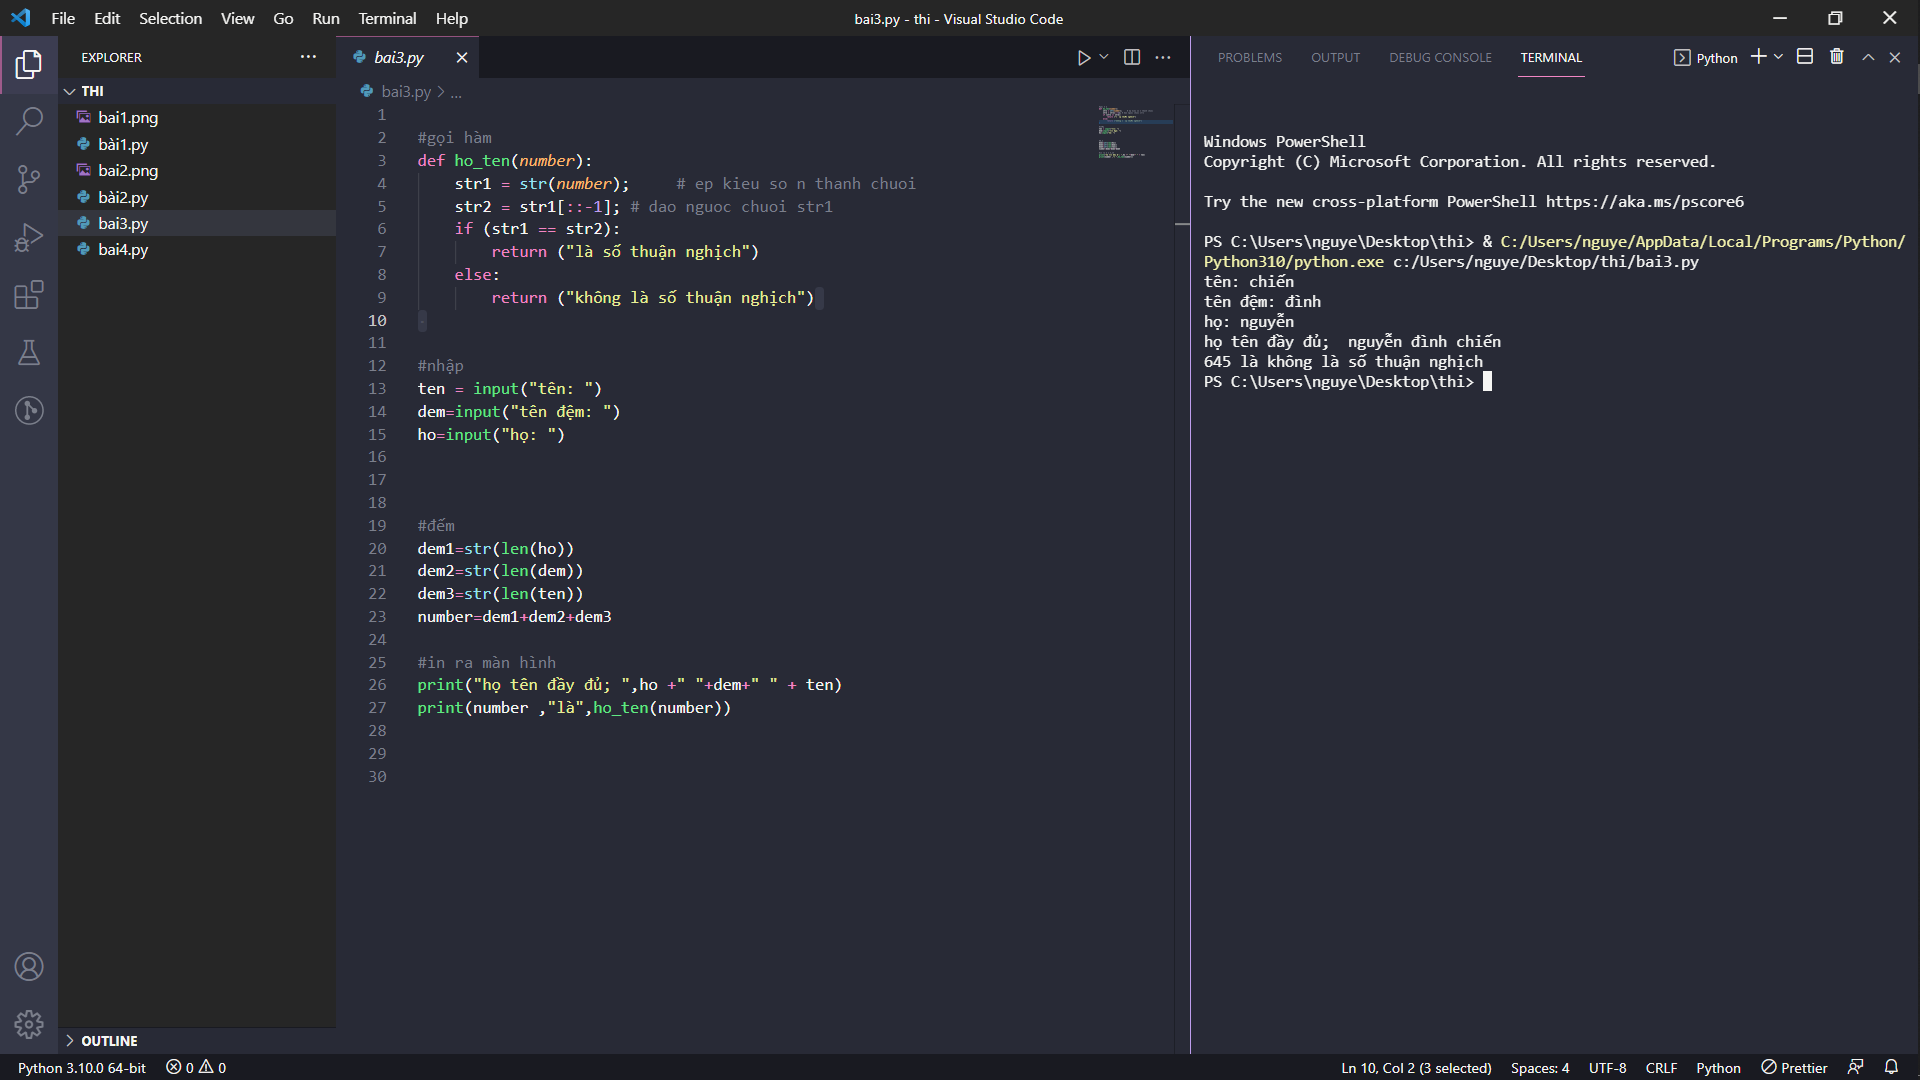 File Edit Selection View Go Run Terminal Help
bai3.py - thi - Visual Studio Code
EXPLORER
THI
bai1.png
bài1.py
bai2.png
bài2.py
bai3.py
bai4.py
OUTLINE
bai3.py
bai3.py > ...
1
2 #gọi hàm
3 def ho_ten(number):
4 str1 = str(number); # ep kieu so n thanh chuoi
5 str2 = str1[::-1]; # dao nguoc chuoi str1
6 if (str1 == str2):
7 return ("là số thuận nghịch")
8 else:
9 return ("không là số thuận nghịch")
10
11
12 #nhập
13 ten = input("tên: ")
14 dem=input("tên đệm: ")
15 ho=input("họ: ")
16
17
18
19 #đếm
20 dem1=str(len(ho))
21 dem2=str(len(dem))
22 dem3=str(len(ten))
23 number=dem1+dem2+dem3
24
25 #in ra màn hình
26 print("họ tên đầy đủ; ",ho +" "+dem+" " + ten)
27 print(number ,"là",ho_ten(number))
28
29
30
PROBLEMS OUTPUT DEBUG CONSOLE TERMINAL
Python
Windows PowerShell
Copyright (C) Microsoft Corporation. All rights reserved.
Try the new cross-platform PowerShell https://aka.ms/pscore6
PS C:\Users\nguye\Desktop\thi> & C:/Users/nguye/AppData/Local/Programs/Python/
Python310/python.exe c:/Users/nguye/Desktop/thi/bai3.py
tên: chiến
tên đệm: đình
họ: nguyễn
họ tên đầy đủ;  nguyễn đình chiến
645 là không là số thuận nghịch
PS C:\Users\nguye\Desktop\thi>
Python 3.10.0 64-bit 0 0
Ln 10, Col 2 (3 selected) Spaces: 4 UTF-8 CRLF Python Prettier